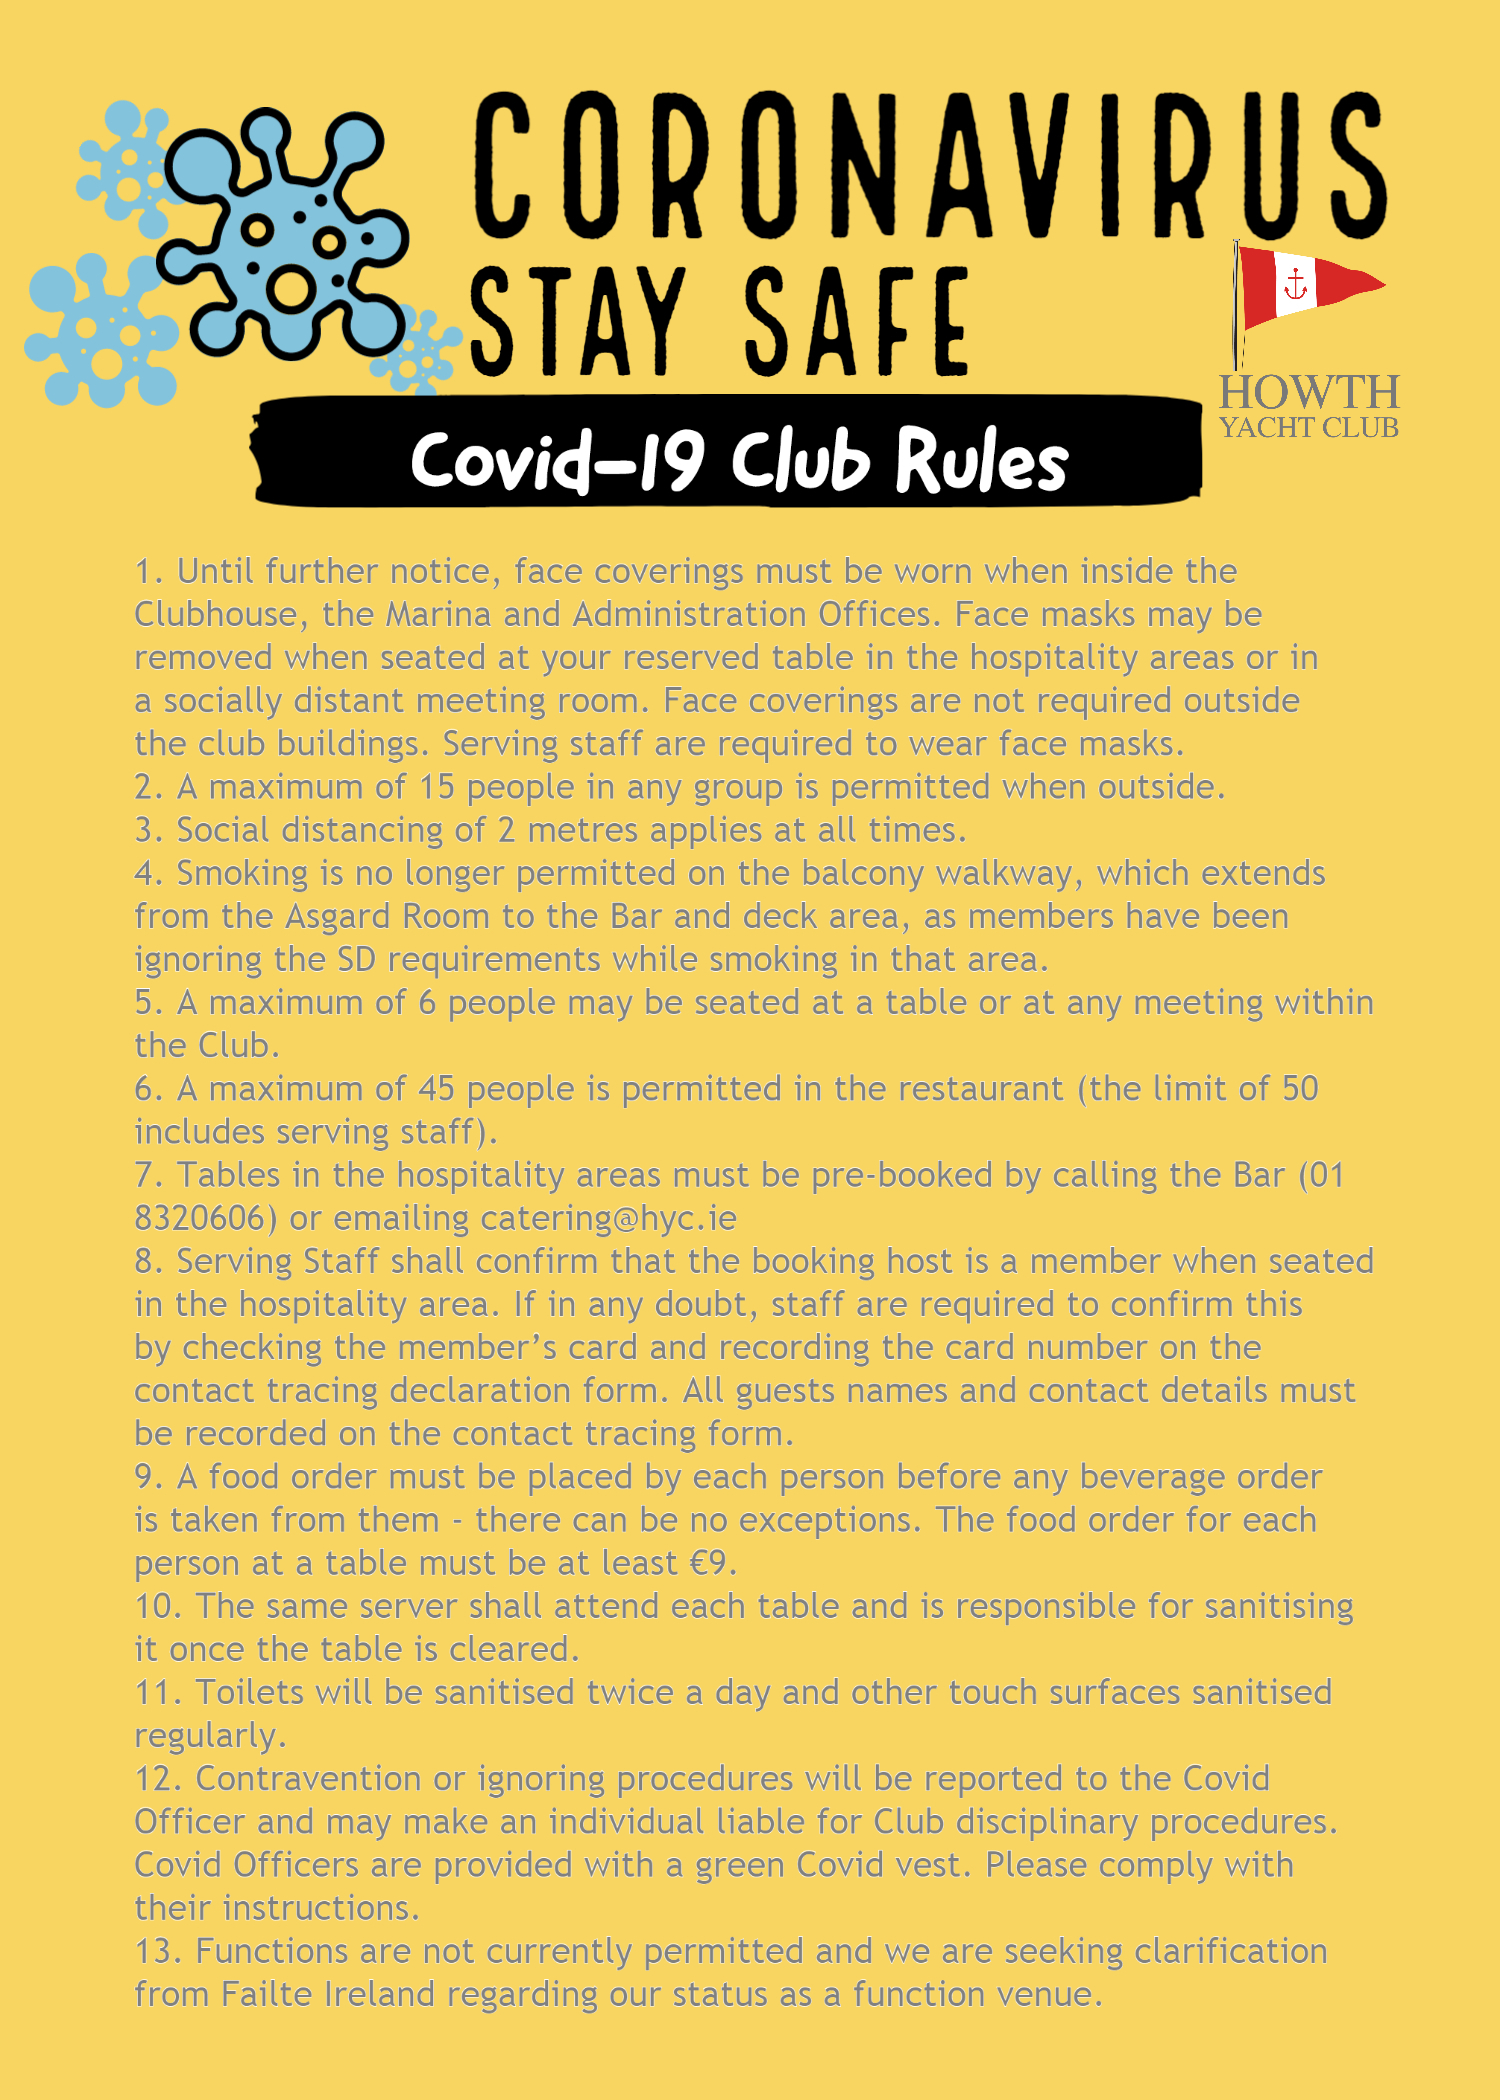 CORONAVIRUS
STAY SAFE
HOWTH
YACHT CLUB
Covid-19 Club Rules
1. Until further notice, face coverings must be worn when inside the
Clubhouse, the Marina and Administration Offices. Face masks may be
removed when seated at your reserved table in the hospitality areas or in
a socially distant meeting room. Face coverings are not required outside
the club buildings. Serving staff are required to wear face masks.
2. A maximum of 15 people in any group is permitted when outside.
3. Social distancing of 2 metres applies at all times.
4. Smoking is no longer permitted on the balcony walkway, which extends
from the Asgard Room to the Bar and deck area, as members have been
ignoring the SD requirements while smoking in that area.
5. A maximum of 6 people may be seated at a table or at any meeting within
the Club.
6. A maximum of 45 people is permitted in the restaurant (the limit of 50
includes serving staff).
7. Tables in the hospitality areas must be pre-booked by calling the Bar (01
8320606) or emailing catering@hyc.ie
8. Serving Staff shall confirm that the booking host is a member when seated
in the hospitality area. If in any doubt, staff are required to confirm this
by checking the member’s card and recording the card number on the
contact tracing declaration form. All guests names and contact details must
be recorded on the contact tracing form.
9. A food order must be placed by each person before any beverage order
is taken from them - there can be no exceptions. The food order for each
person at a table must be at least €9.
10. The same server shall attend each table and is responsible for sanitising
it once the table is cleared.
11. Toilets will be sanitised twice a day and other touch surfaces sanitised
regularly.
12. Contravention or ignoring procedures will be reported to the Covid
Officer and may make an individual liable for Club disciplinary procedures.
Covid Officers are provided with a green Covid vest. Please comply with
their instructions.
13. Functions are not currently permitted and we are seeking clarification
from Failte Ireland regarding our status as a function venue.